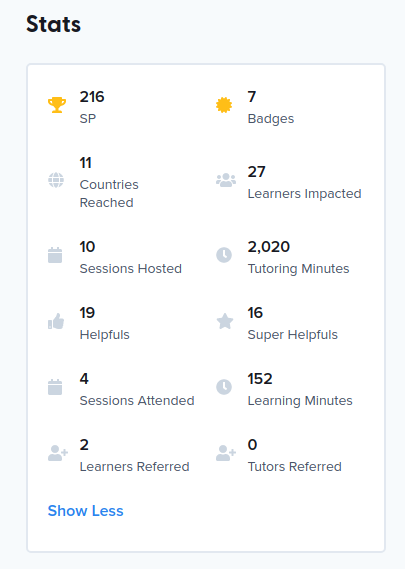 Stats
216
SP
7
Badges
11
Countries
Reached
27
Learners Impacted
10
Sessions Hosted
2,020
Tutoring Minutes
19
Helpfuls
16
Super Helpfuls
4
Sessions Attended
152
Learning Minutes
2
Learners Referred
0
Tutors Referred
Show Less